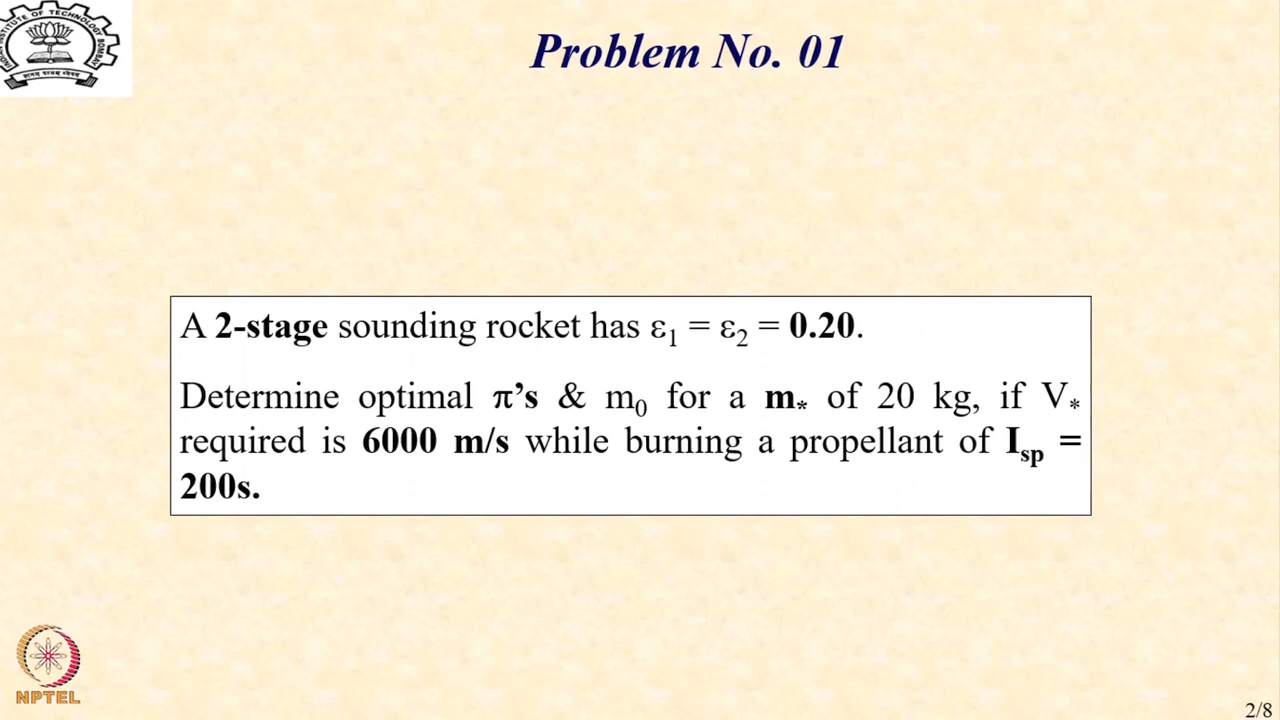 Problem No. 01
A 2-stage sounding rocket has ε₁ = ε₂ = 0.20.
Determine optimal π’s & m₀ for a m* of 20 kg, if V*
required is 6000 m/s while burning a propellant of Isp =
200s.
NPTEL
2/8